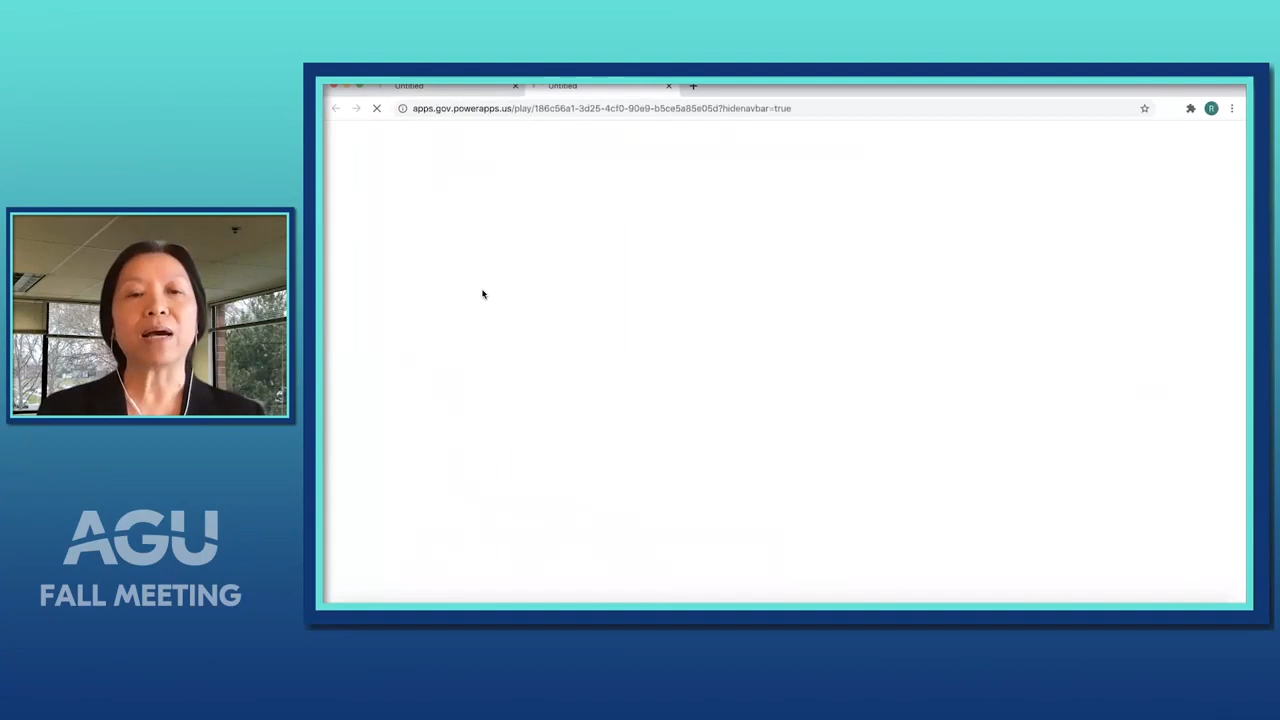 Untitled
Untitled
apps.gov.powerapps.us/play/186c56a1-3d25-4cf0-90e9-b5ce5a85e05d?hidenavbar=true
R
AGU
FALL MEETING